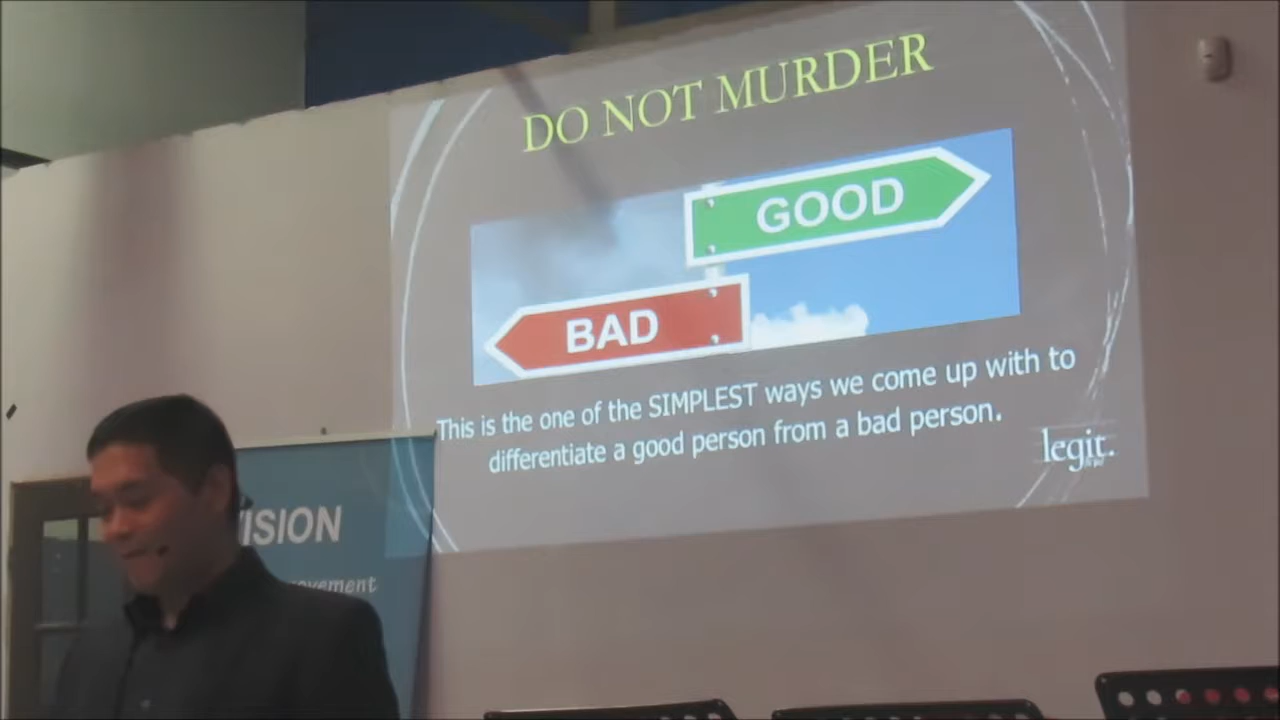 DO NOT MURDER
GOOD
BAD
This is the one of the SIMPLEST ways we come up with to
differentiate a good person from a bad person.
legit.
VISION
ovement